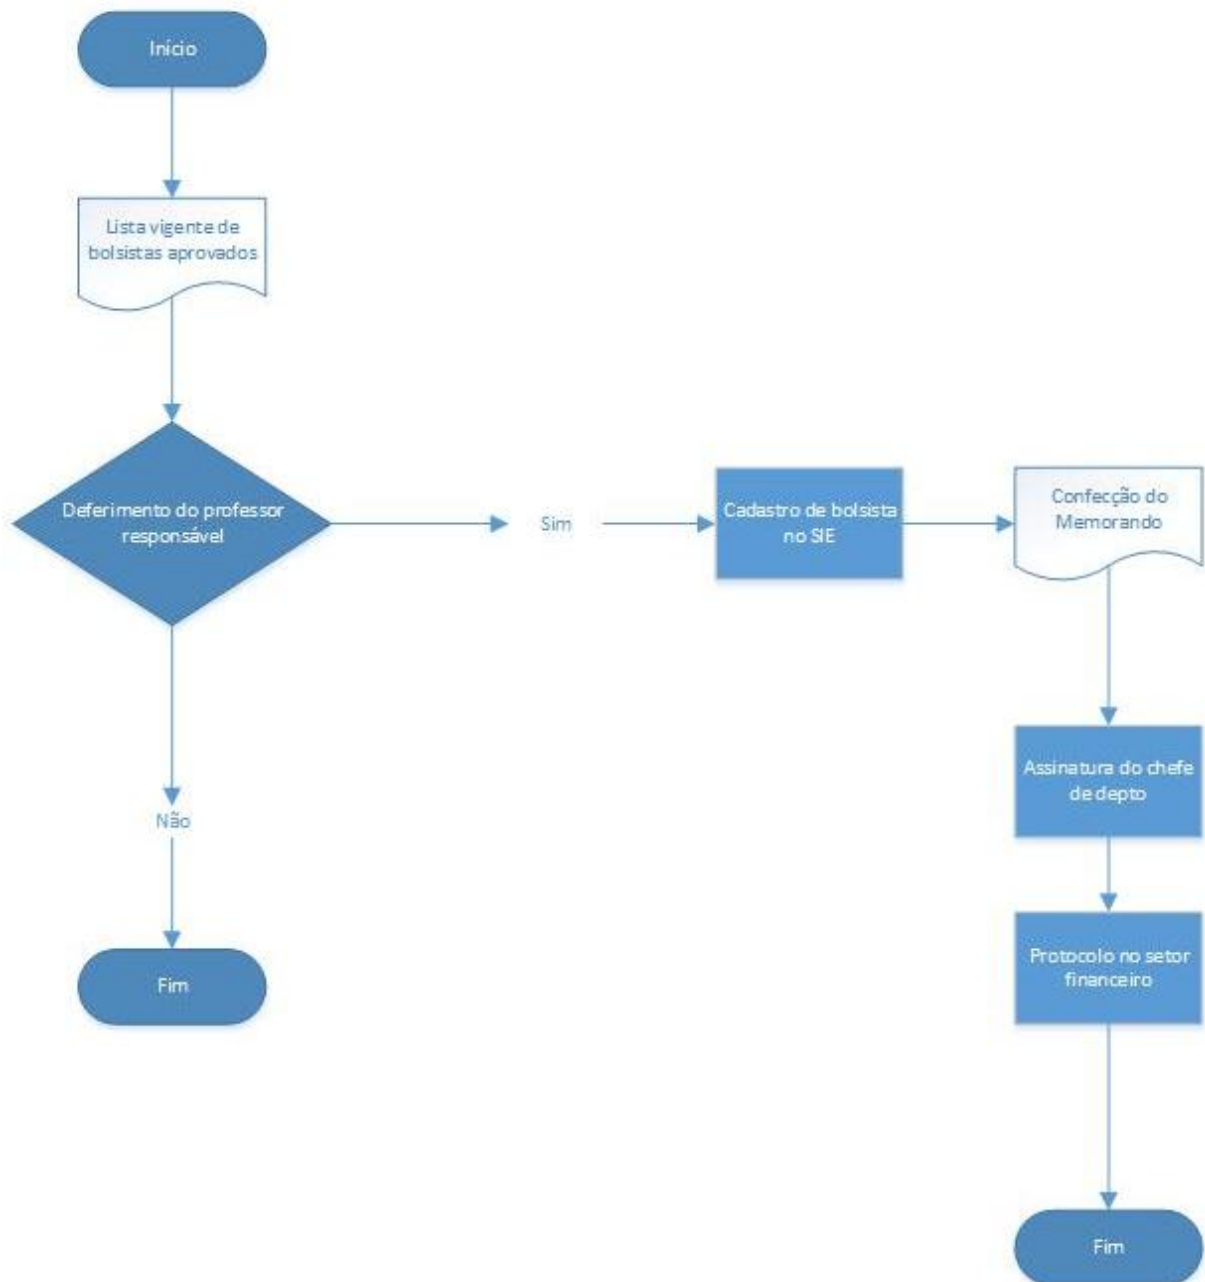 Início
Lista vigente de
bolsistas aprovados
Deferimento do professor
responsável
Sim
Cadastro de bolsista
no SIE
Confecção do
Memorando
Assinatura do chefe
de depto
Protocolo no setor
financeiro
Fim
Não
Fim